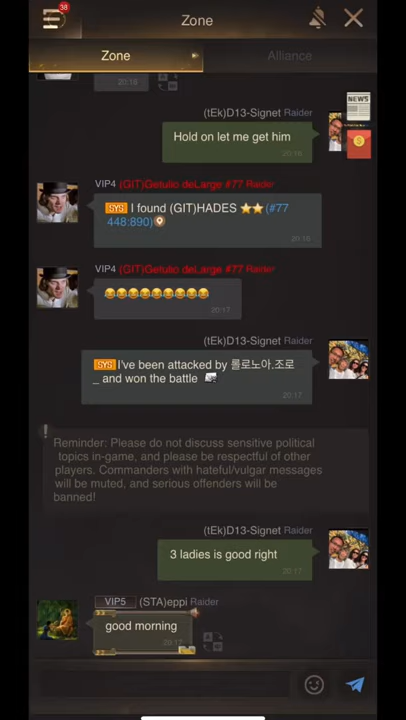 38
Zone
Zone
Alliance
20:15
(tEk)D13-Signet Raider
NEWS
Hold on let me get him
20:16
VIP4 (GIT)Getulio deLarge #77 Raider
SYS I found (GIT)HADES ⭐⭐(#77
448:890)
20:16
VIP4 (GIT)Getulio deLarge #77 Raider
😂😂😂😂😂😂😂😂😂
20:17
(tEk)D13-Signet Raider
SYS I've been attacked by 롤로노아.조로
_ and won the battle
20:17
Reminder: Please do not discuss sensitive political
topics in-game, and please be respectful of other
players. Commanders with hateful/vulgar messages
will be muted, and serious offenders will be
banned!
(tEk)D13-Signet Raider
3 ladies is good right
20:17
VIP5 (STA)eppi Raider
good morning
20:17